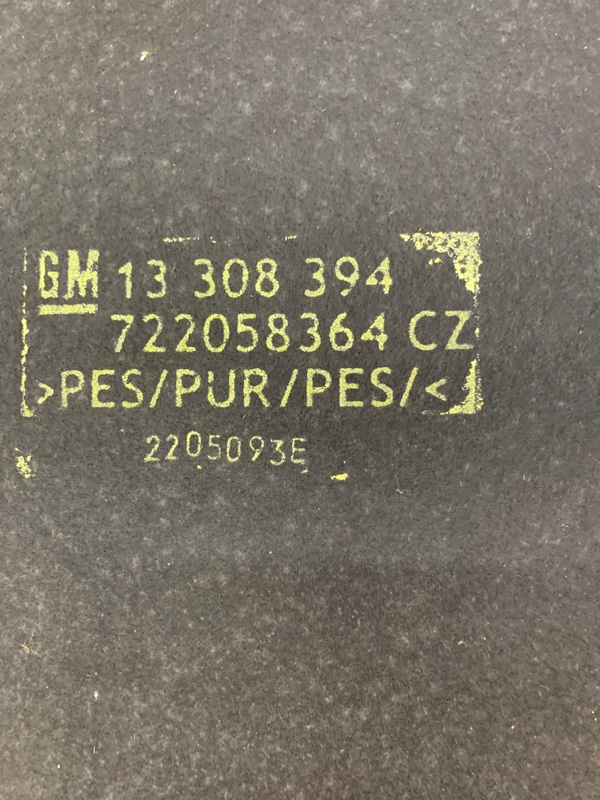 GM 13 308 394
722058364 CZ
>PES/PUR/PES/<
2205093E